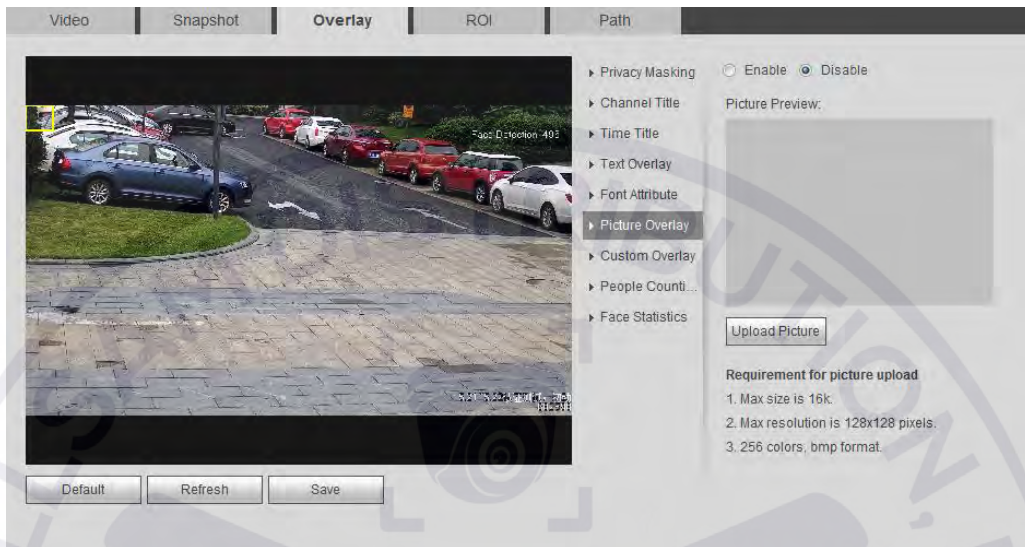 Video Snapshot Overlay ROI Path
Face Detection: 498
Privacy Masking
Channel Title
Time Title
Text Overlay
Font Attribute
Picture Overlay
Custom Overlay
People Counti...
Face Statistics
Enable Disable
Picture Preview:
Upload Picture
Requirement for picture upload
1. Max size is 16k.
2. Max resolution is 128x128 pixels.
3. 256 colors, bmp format.
Default Refresh Save